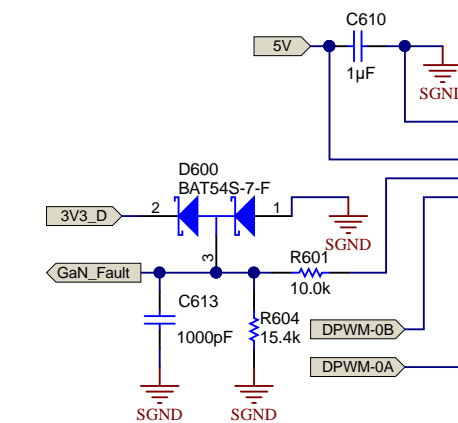 C610
5V
1µF
SGND
D600
BAT54S-7-F
3V3_D
2
1
SGND
3
GaN_Fault
R601
10.0k
C613
1000pF
R604
15.4k
DPWM-0B
DPWM-0A
SGND
SGND